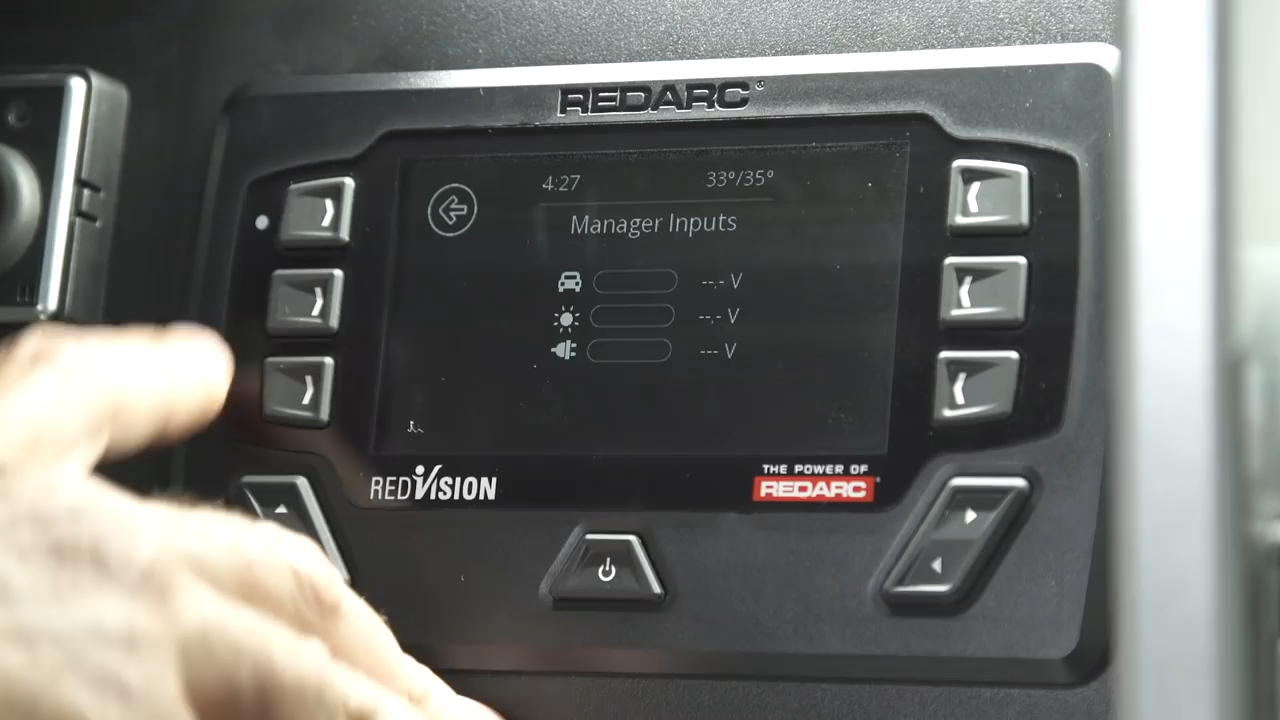 REDARC®
4:27 33°/35°
Manager Inputs
--.- V
--.- V
--- V
REDVISION
THE POWER OF
REDARC